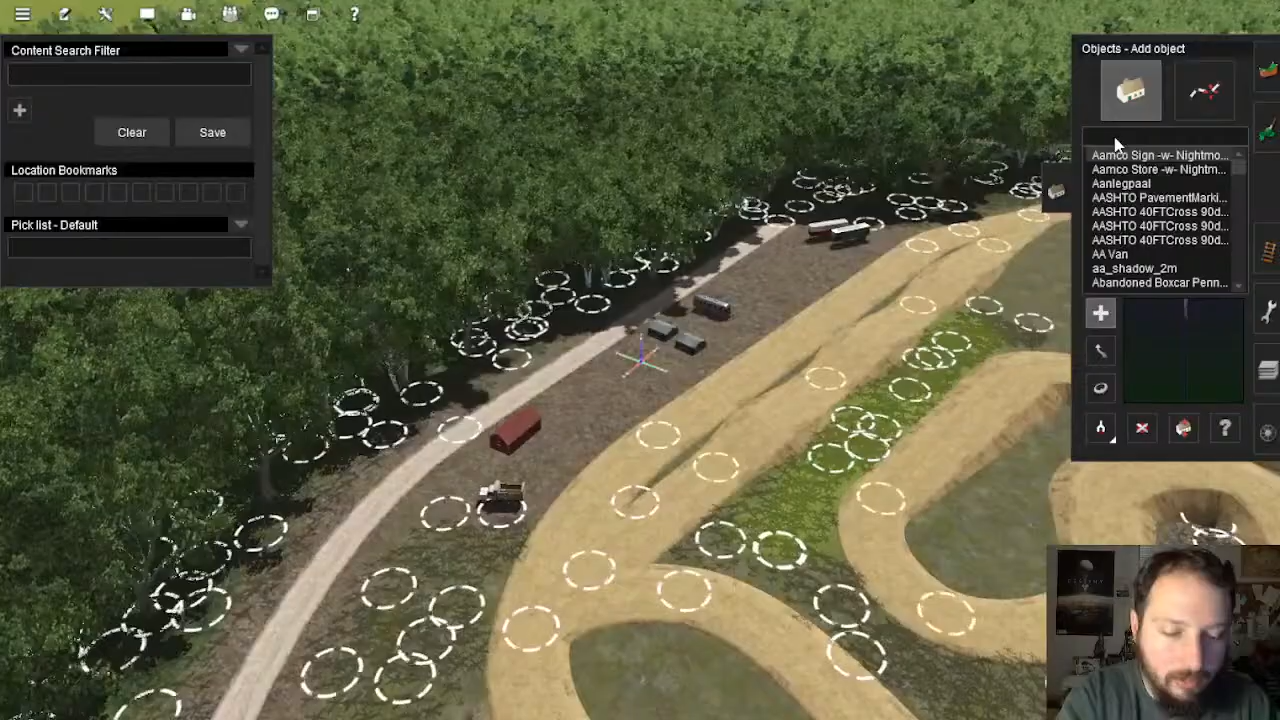 ?
Content Search Filter
Clear
Save
Location Bookmarks
Pick list - Default
Objects - Add object
Aamco Sign -w- Nightmo...
Aamco Store -w- Nightm...
Aanlegpaal
AASHTO PavementMarki...
AASHTO 40FTCross 90d...
AASHTO 40FTCross 90d...
AASHTO 40FTCross 90d...
AA Van
aa_shadow_2m
Abandoned Boxcar Penn...
?
DESTINY